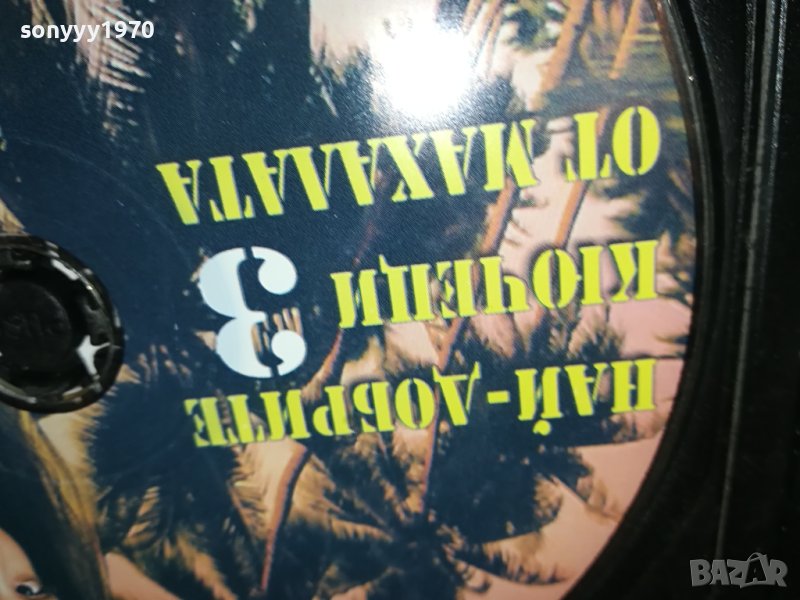 sonyyy1970
НАЙ-ДОБРИТЕ
КЮЧЕЦИ 3
ОТ МАХАЛАТА
BAZAR